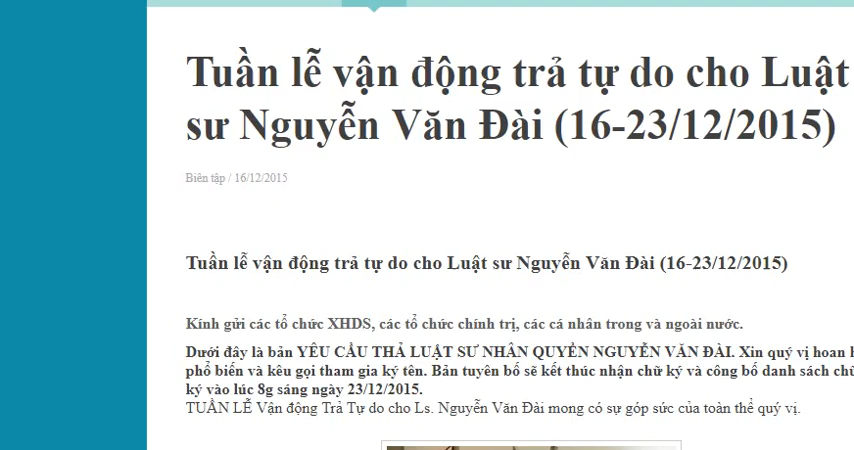 Tuần lễ vận động trả tự do cho Luật
sư Nguyễn Văn Đài (16-23/12/2015)
Biên tập / 16/12/2015
Tuần lễ vận động trả tự do cho Luật sư Nguyễn Văn Đài (16-23/12/2015)
Kính gửi các tổ chức XHDS, các tổ chức chính trị, các cá nhân trong và ngoài nước.
Dưới đây là bản YÊU CẦU THẢ LUẬT SƯ NHÂN QUYỀN NGUYỄN VĂN ĐÀI. Xin quý vị hoan
phổ biến và kêu gọi tham gia ký tên. Bản tuyên bố sẽ kết thúc nhận chữ ký và công bố danh sách
ký vào lúc 8g sáng ngày 23/12/2015.
TUẦN LỄ Vận động Trả Tự do cho Ls. Nguyễn Văn Đài mong có sự góp sức của toàn thể quý vị.